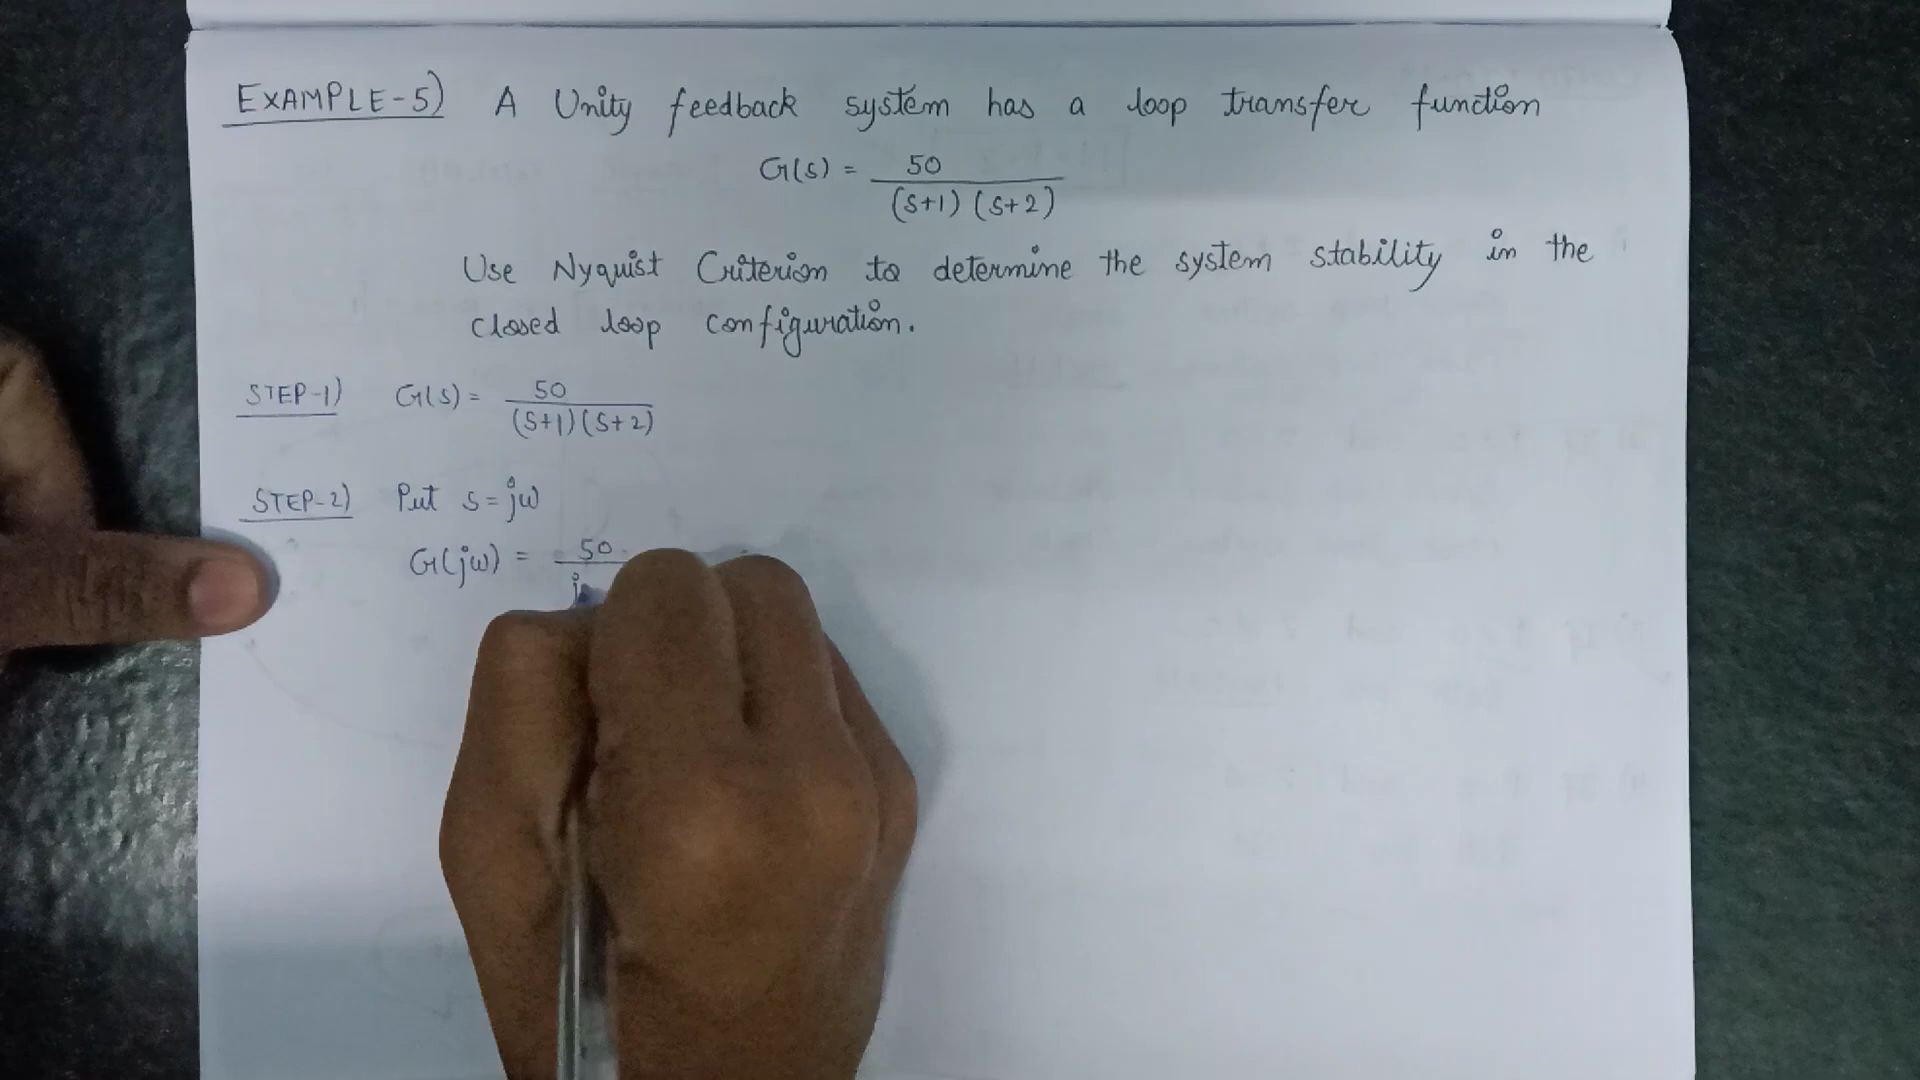 EXAMPLE-5) A Unity feedback system has a loop transfer function
G(s) = 50
(s+1) (s+2)
Use Nyquist Criterion to determine the system stability in the
closed loop configuration.
STEP-1) G(s) = 50
(s+1)(s+2)
STEP-2) Put s=jω
G(jω) = 50
j